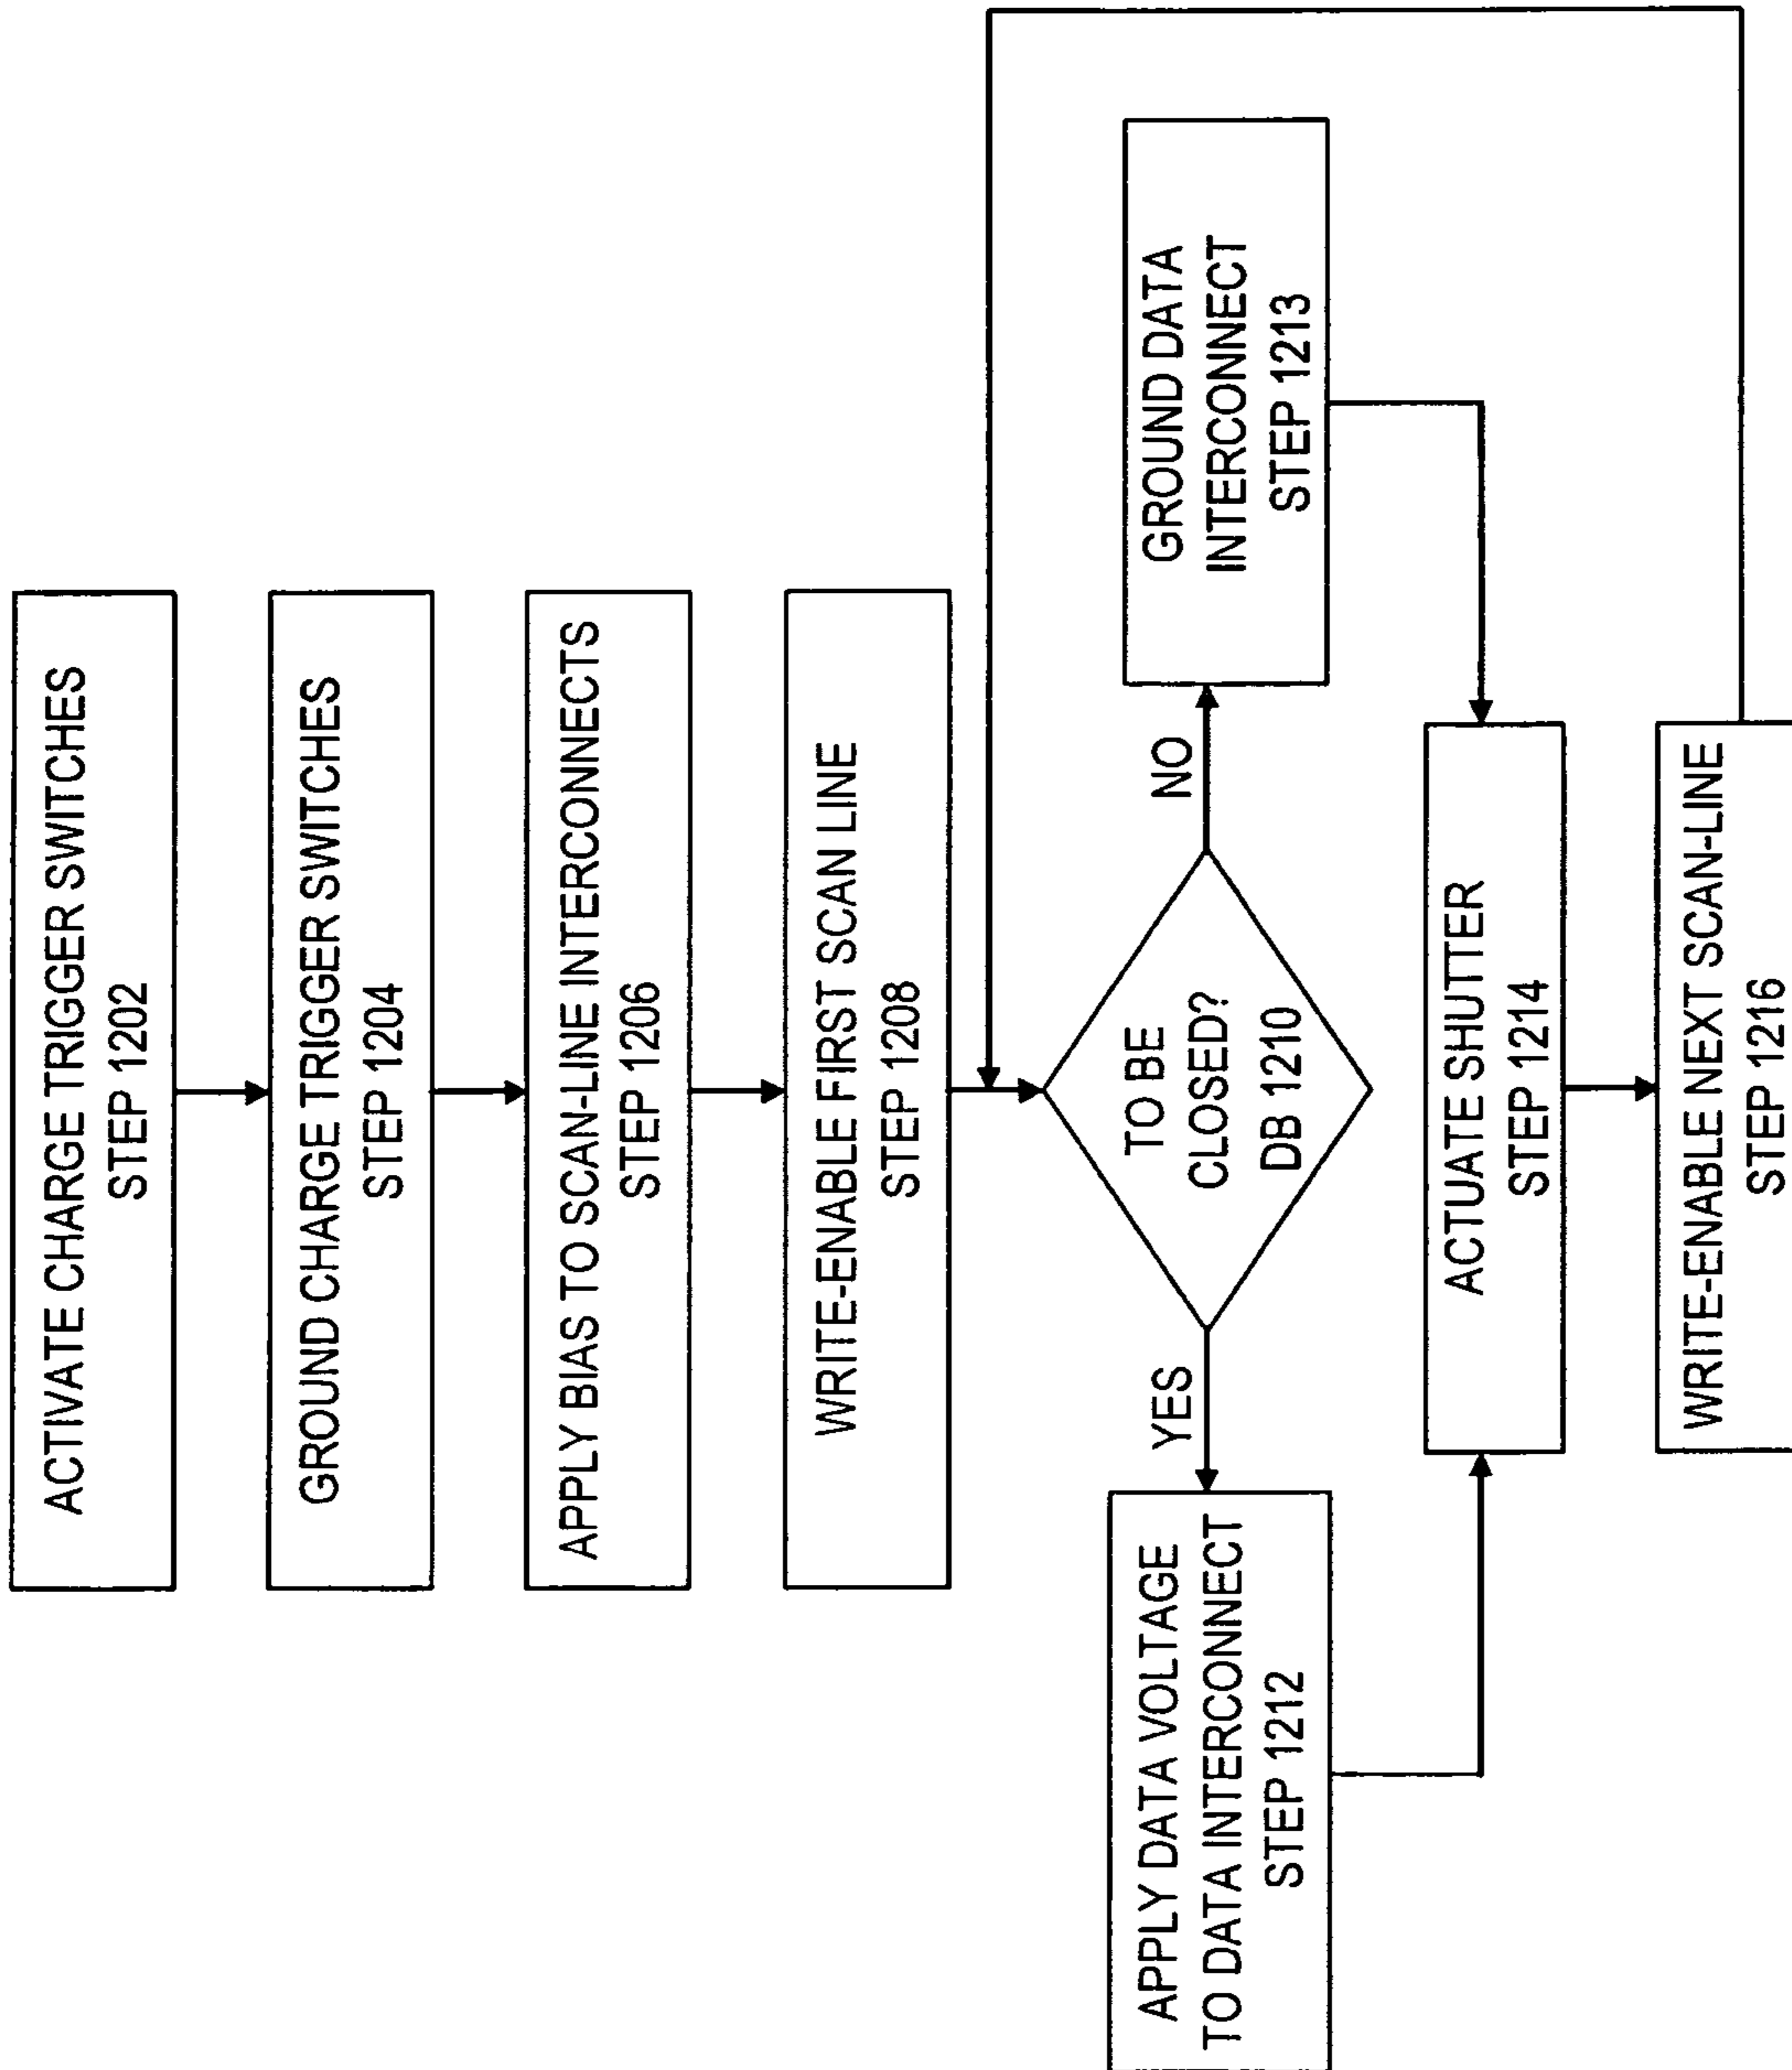 ACTIVATE CHARGE TRIGGER SWITCHES
STEP 1202
GROUND CHARGE TRIGGER SWITCHES
STEP 1204
APPLY BIAS TO SCAN-LINE INTERCONNECTS
STEP 1206
WRITE-ENABLE FIRST SCAN LINE
STEP 1208
TO BE
CLOSED?
DB 1210
YES
NO
APPLY DATA VOLTAGE
TO DATA INTERCONNECT
STEP 1212
GROUND DATA
INTERCONNECT
STEP 1213
ACTUATE SHUTTER
STEP 1214
WRITE-ENABLE NEXT SCAN-LINE
STEP 1216